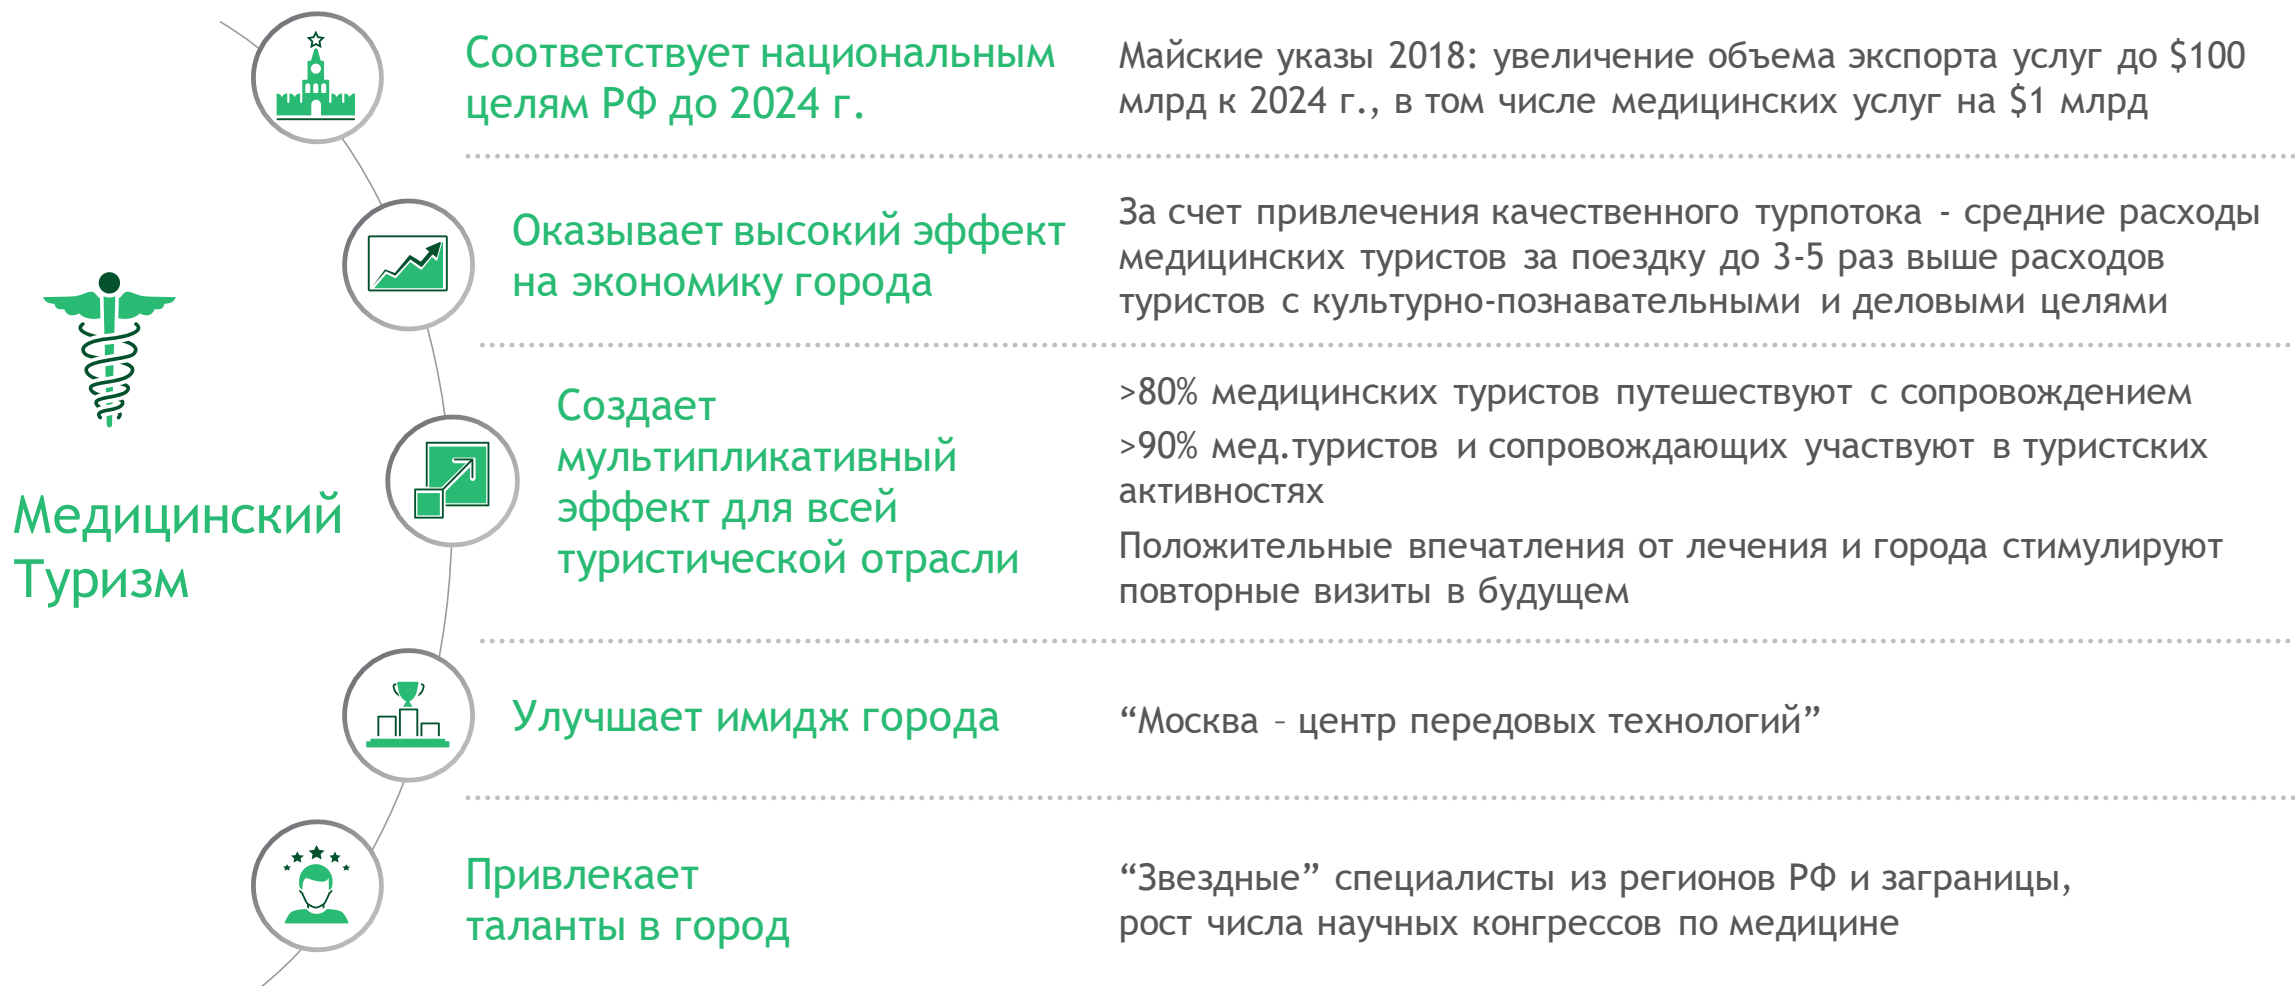 Медицинский
Туризм
Соответствует национальным
целям РФ до 2024 г.
Майские указы 2018: увеличение объема экспорта услуг до $100
млрд к 2024 г., в том числе медицинских услуг на $1 млрд
Оказывает высокий эффект
на экономику города
За счет привлечения качественного турпотока - средние расходы
медицинских туристов за поездку до 3-5 раз выше расходов
туристов с культурно-познавательными и деловыми целями
Создает
мультипликативный
эффект для всей
туристической отрасли
>80% медицинских туристов путешествуют с сопровождением
>90% мед.туристов и сопровождающих участвуют в туристских
активностях
Положительные впечатления от лечения и города стимулируют
повторные визиты в будущем
Улучшает имидж города
“Москва – центр передовых технологий”
Привлекает
таланты в город
“Звездные” специалисты из регионов РФ и заграницы,
рост числа научных конгрессов по медицине